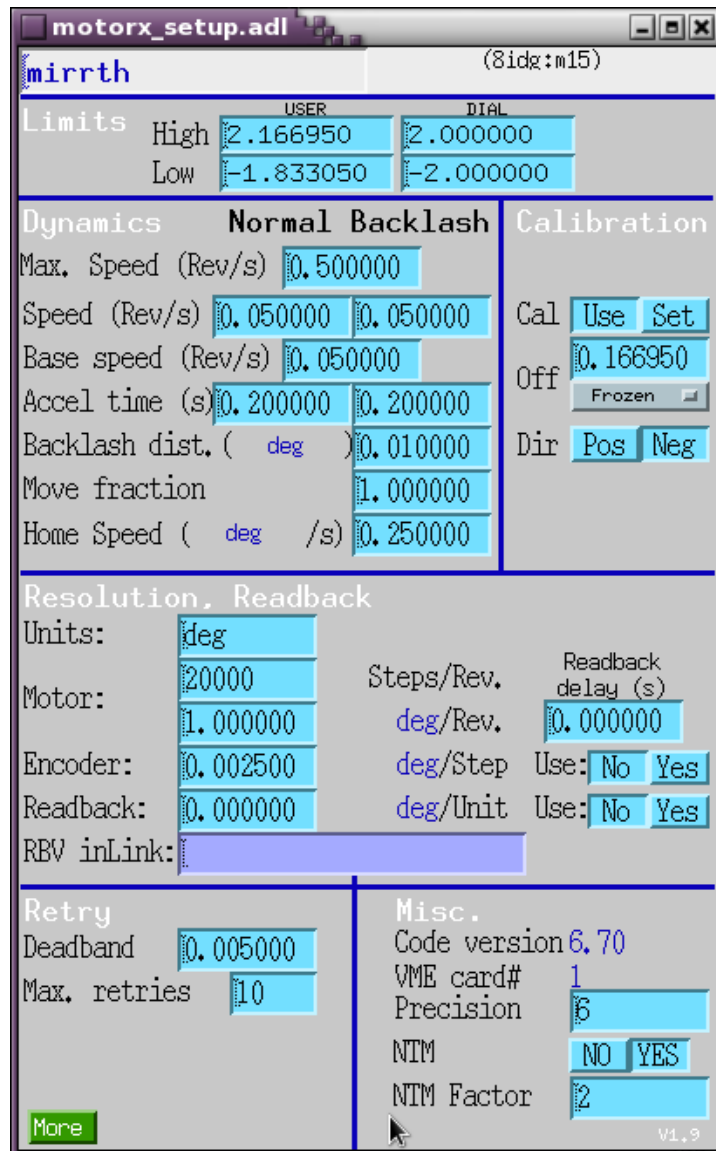 motorx_setup.adl
mirrth (8idg:m15)
Limits USER DIAL
High 2.166950 2.000000
Low -1.833050 -2.000000
Dynamics Normal Backlash
Max. Speed (Rev/s) 0.500000
Speed (Rev/s) 0.050000 0.050000
Base speed (Rev/s) 0.050000
Accel time (s) 0.200000 0.200000
Backlash dist. ( deg ) 0.010000
Move fraction 1.000000
Home Speed ( deg /s) 0.250000
Calibration
Cal Use Set
Off 0.166950
Frozen
Dir Pos Neg
Resolution, Readback
Units: deg
Motor: 20000 Steps/Rev.
1.000000 deg/Rev.
Readback
delay (s)
0.000000
Encoder: 0.002500 deg/Step Use: No Yes
Readback: 0.000000 deg/Unit Use: No Yes
RBV inLink:
Retry
Deadband 0.005000
Max. retries 10
More
Misc.
Code version 6.70
VME card# 1
Precision 6
NTM NO YES
NTM Factor 2
V1.9